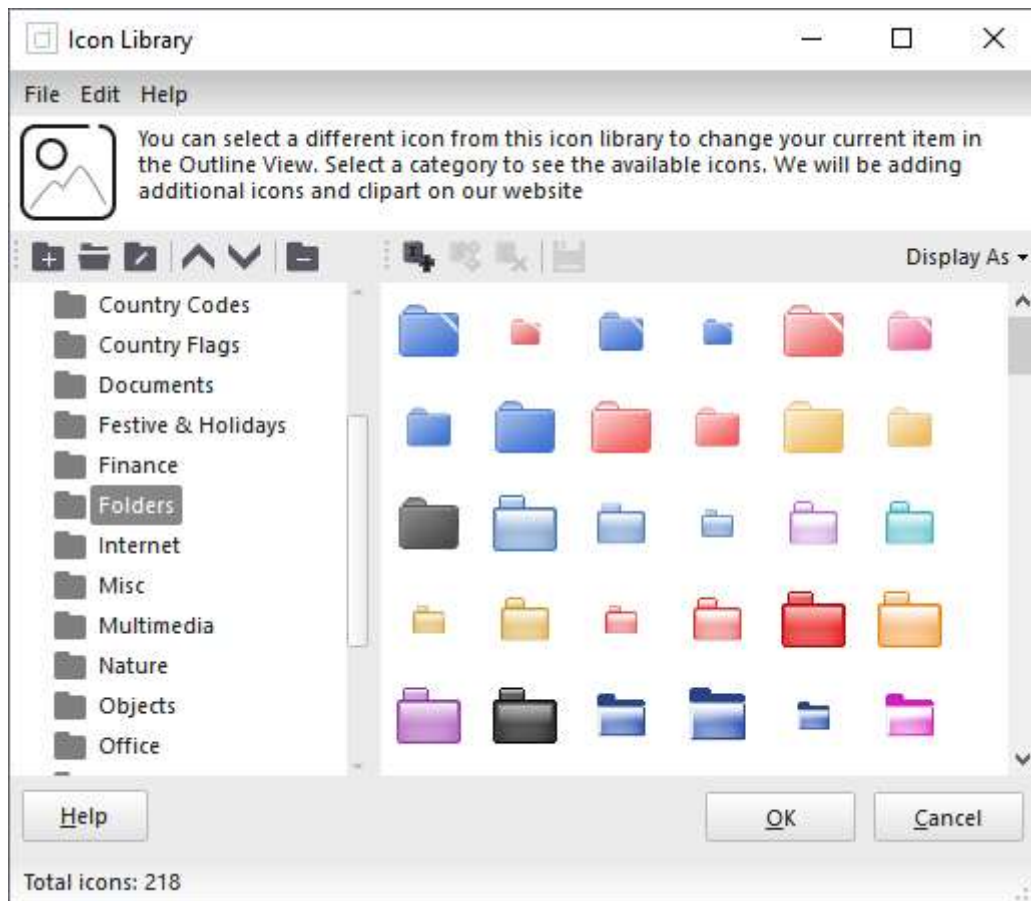 Icon Library
File Edit Help
You can select a different icon from this icon library to change your current item in
the Outline View. Select a category to see the available icons. We will be adding
additional icons and clipart on our website
Display As
Country Codes
Country Flags
Documents
Festive & Holidays
Finance
Folders
Internet
Misc
Multimedia
Nature
Objects
Office
Help
OK
Cancel
Total icons: 218